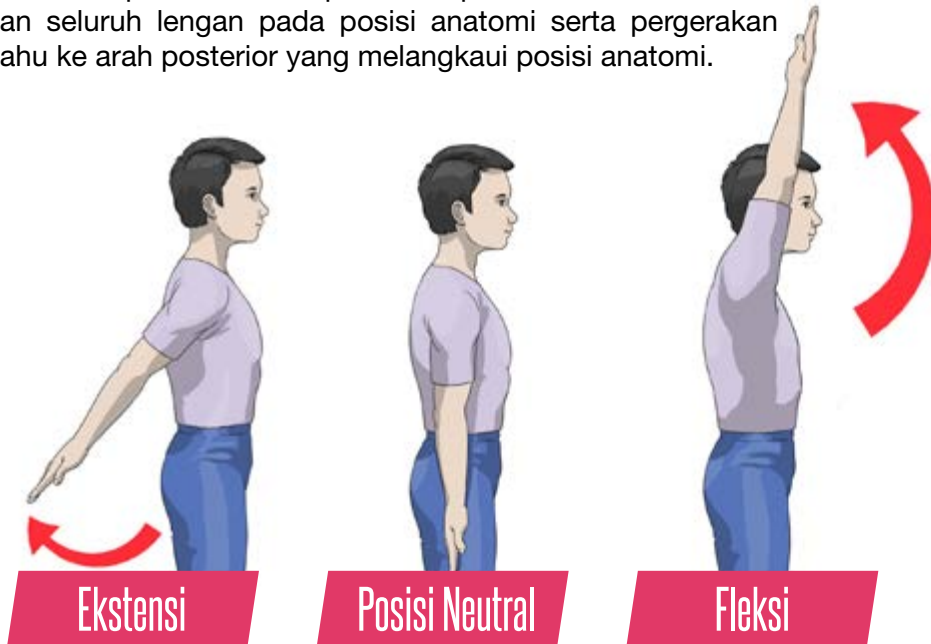 an seluruh lengan pada posisi anatomi serta pergerakan
ahu ke arah posterior yang melangkaui posisi anatomi.
Ekstensi
Posisi Neutral
Fleksi